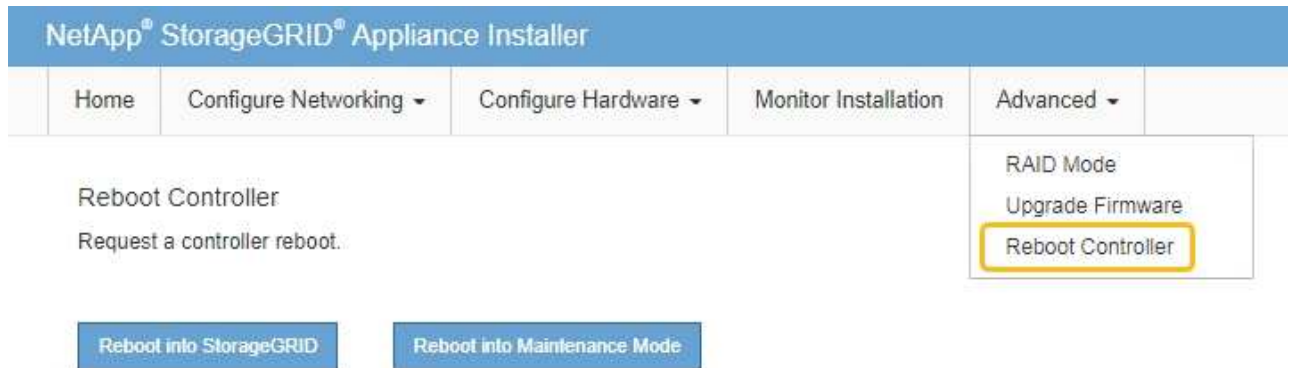 NetApp® StorageGRID® Appliance Installer
Home Configure Networking Configure Hardware Monitor Installation Advanced
RAID Mode
Upgrade Firmware
Reboot Controller
Reboot Controller
Request a controller reboot.
Reboot into StorageGRID Reboot into Maintenance Mode